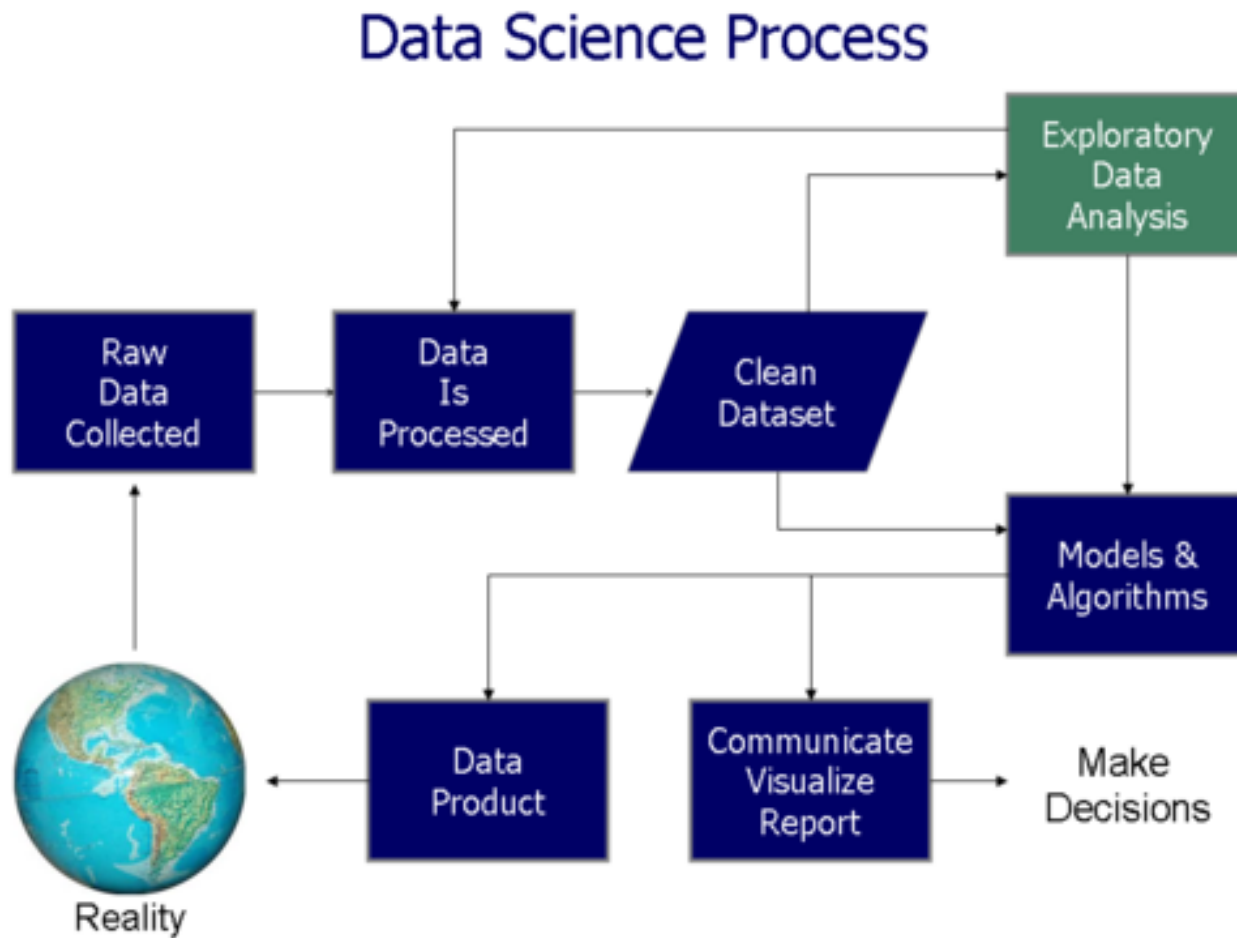 Data Science Process
Exploratory
Data
Analysis
Raw
Data
Collected
Data
Is
Processed
Clean
Dataset
Models &
Algorithms
Data
Product
Communicate
Visualize
Report
Make
Decisions
Reality